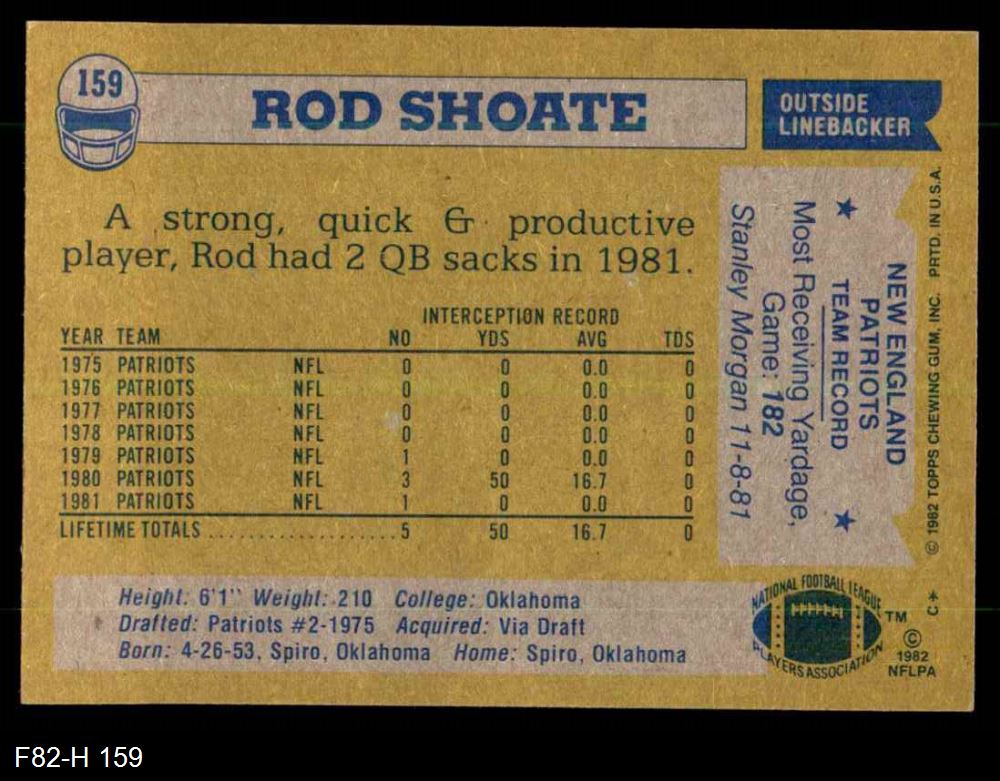 159
ROD SHOATE
OUTSIDE
LINEBACKER
A strong, quick & productive
player, Rod had 2 QB sacks in 1981.
INTERCEPTION RECORD
YEAR TEAM NO YDS AVG TDS
1975 PATRIOTS NFL 0 0 0.0 0
1976 PATRIOTS NFL 0 0 0.0 0
1977 PATRIOTS NFL 0 0 0.0 0
1978 PATRIOTS NFL 0 0 0.0 0
1979 PATRIOTS NFL 1 0 0.0 0
1980 PATRIOTS NFL 3 50 16.7 0
1981 PATRIOTS NFL 1 0 0.0 0
LIFETIME TOTALS ................... 5 50 16.7 0
NEW ENGLAND
PATRIOTS
TEAM RECORD
Most Receiving Yardage,
Game: 182
Stanley Morgan 11-8-81
© 1982 TOPPS CHEWING GUM, INC. PRTD. IN U.S.A.
C*
Height: 6'1" Weight: 210 College: Oklahoma
Drafted: Patriots #2-1975 Acquired: Via Draft
Born: 4-26-53, Spiro, Oklahoma Home: Spiro, Oklahoma
NATIONAL FOOTBALL LEAGUE
PLAYERS ASSOCIATION
TM
©
1982
NFLPA
F82-H 159